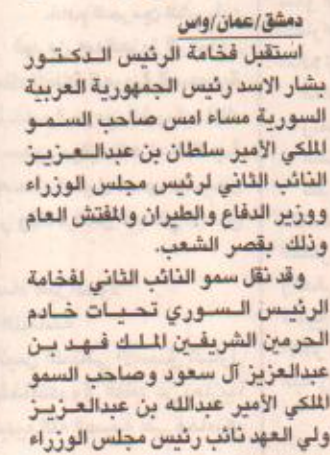 دمشق/عمان/واس
استقبل فخامة الرئيس الدكتور
بشار الاسد رئيس الجمهورية العربية
السورية مساء امس صاحب السمو
الملكي الأمير سلطان بن عبدالعزيز
النائب الثاني لرئيس مجلس الوزراء
ووزير الدفاع والطيران والمفتش العام
وذلك بقصر الشعب.
وقد نقل سمو النائب الثاني لفخامة
الرئيس السوري تحيات خادم
الحرمين الشريفين الملك فهد بن
عبدالعزيز آل سعود وصاحب السمو
الملكي الأمير عبدالله بن عبدالعزيز
ولي العهد نائب رئيس مجلس الوزراء